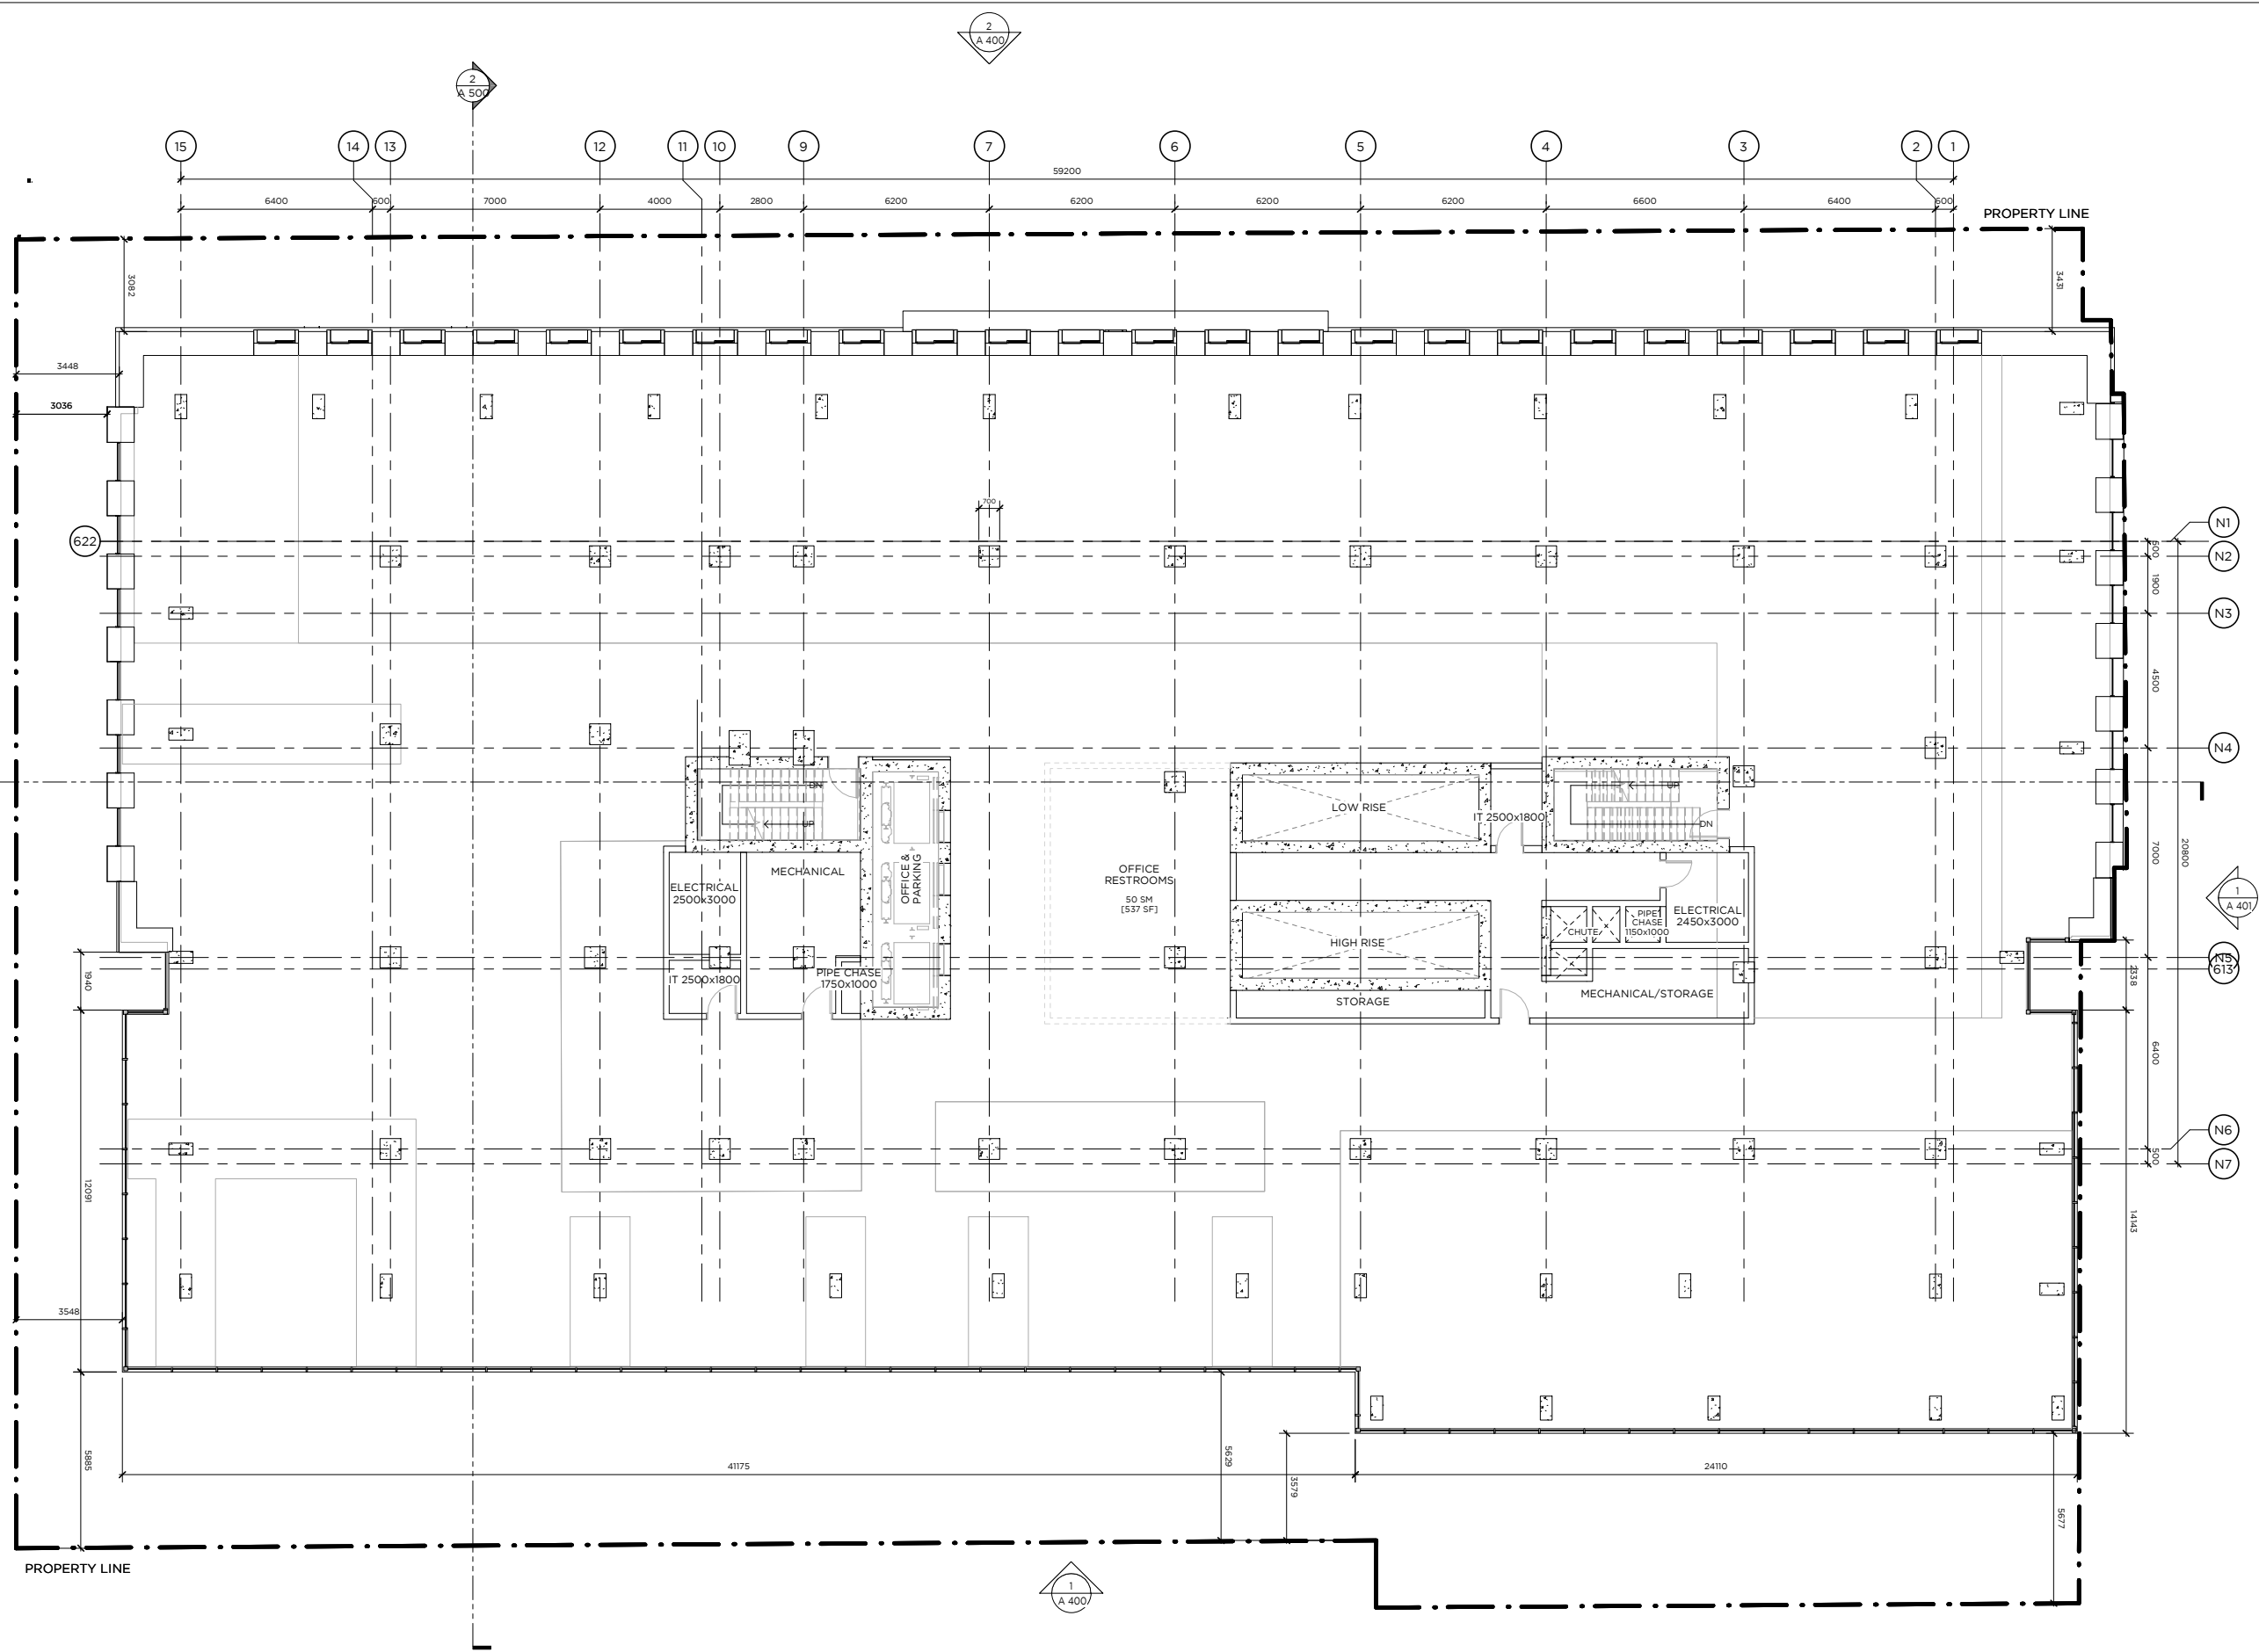 2
A 400
2
A 500
15
14
13
12
11
10
9
7
6
5
4
3
2
1
59200
6400
600
7000
4000
2800
6200
6200
6200
6200
6600
6400
600
PROPERTY LINE
3082
3431
3448
3036
700
622
N1
N2
N3
N4
N5
613
N6
N7
500
1900
4500
7000
20800
6400
500
1
A 401
DN
UP
OFFICE &
PARKING
MECHANICAL
ELECTRICAL
2500x3000
IT 2500x1800
PIPE CHASE
1750x1000
OFFICE
RESTROOMS
50 SM
[537 SF]
LOW RISE
IT 2500x1800
UP
DN
HIGH RISE
STORAGE
CHUTE
PIPE
CHASE
1150x1000
ELECTRICAL
2450x3000
MECHANICAL/STORAGE
1940
2338
12091
14143
3548
5885
41175
24110
5629
3579
5677
PROPERTY LINE
1
A 400